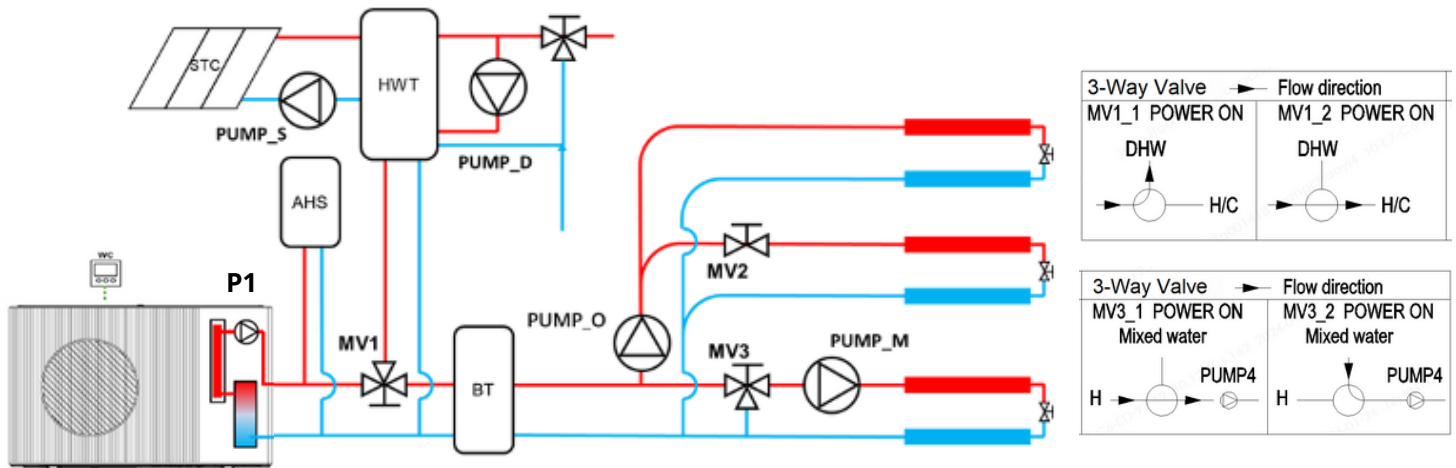 STC
PUMP_S
HWT
PUMP_D
AHS
WC
P1
MV1
BT
PUMP_O
MV2
MV3
PUMP_M
3-Way Valve Flow direction
MV1_1 POWER ON MV1_2 POWER ON
DHW DHW
H/C H/C
3-Way Valve Flow direction
MV3_1 POWER ON MV3_2 POWER ON
Mixed water Mixed water
PUMP4 PUMP4
H H